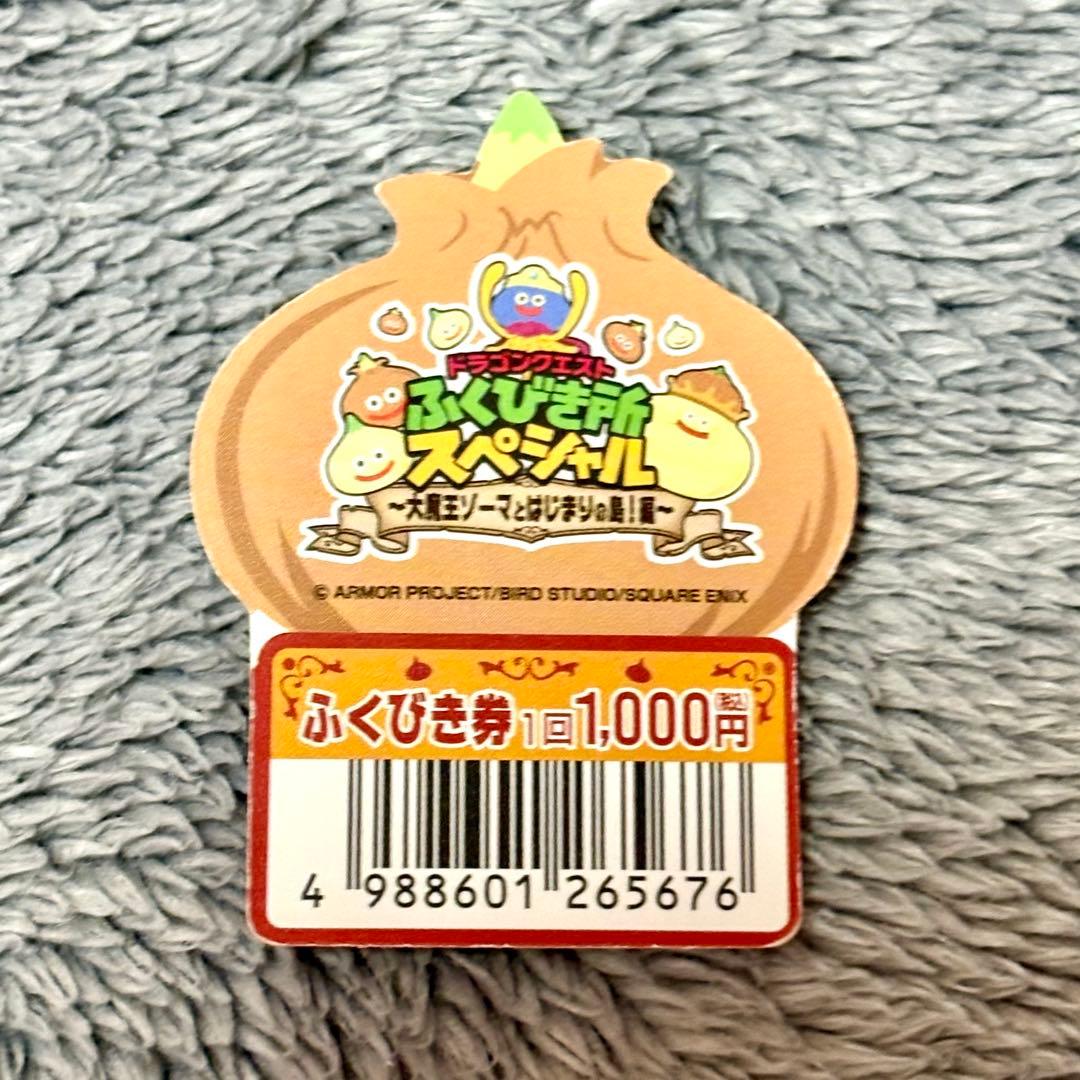 ドラゴンクエスト
ふくびき所
スペシャル
～大魔王ゾーマとはじまりの島！編～
© ARMOR PROJECT/BIRD STUDIO/SQUARE ENIX
ふくびき券 1回 1,000円(税込)
4 988601 265676